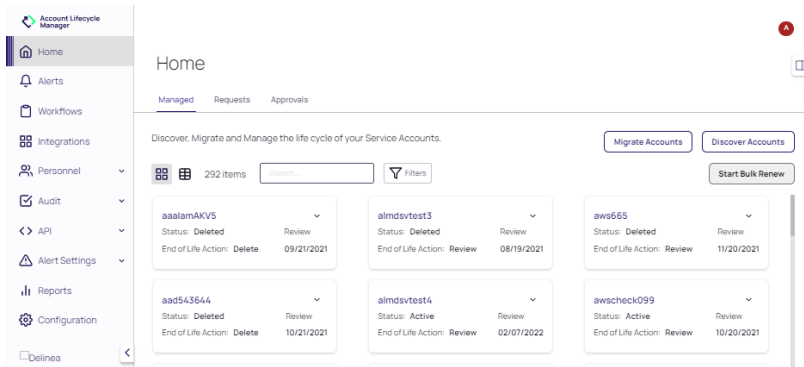 Account Lifecycle
Manager
A
Home
Alerts
Workflows
Integrations
Personnel
Audit
API
Alert Settings
Reports
Configuration
Delinea
Home
Managed Requests Approvals
Discover, Migrate and Manage the life cycle of your Service Accounts.
Migrate Accounts Discover Accounts
292 items Search... Filters Start Bulk Renew
aaalamAKV5
Status: Deleted Review
End of Life Action: Delete 09/21/2021
almdsvtest3
Status: Deleted Review
End of Life Action: Review 08/19/2021
aws665
Status: Deleted Review
End of Life Action: Review 11/20/2021
aad543644
Status: Deleted Review
End of Life Action: Delete 10/21/2021
almdsvtest4
Status: Active Review
End of Life Action: Review 02/07/2022
awscheck099
Status: Active Review
End of Life Action: Review 10/20/2021